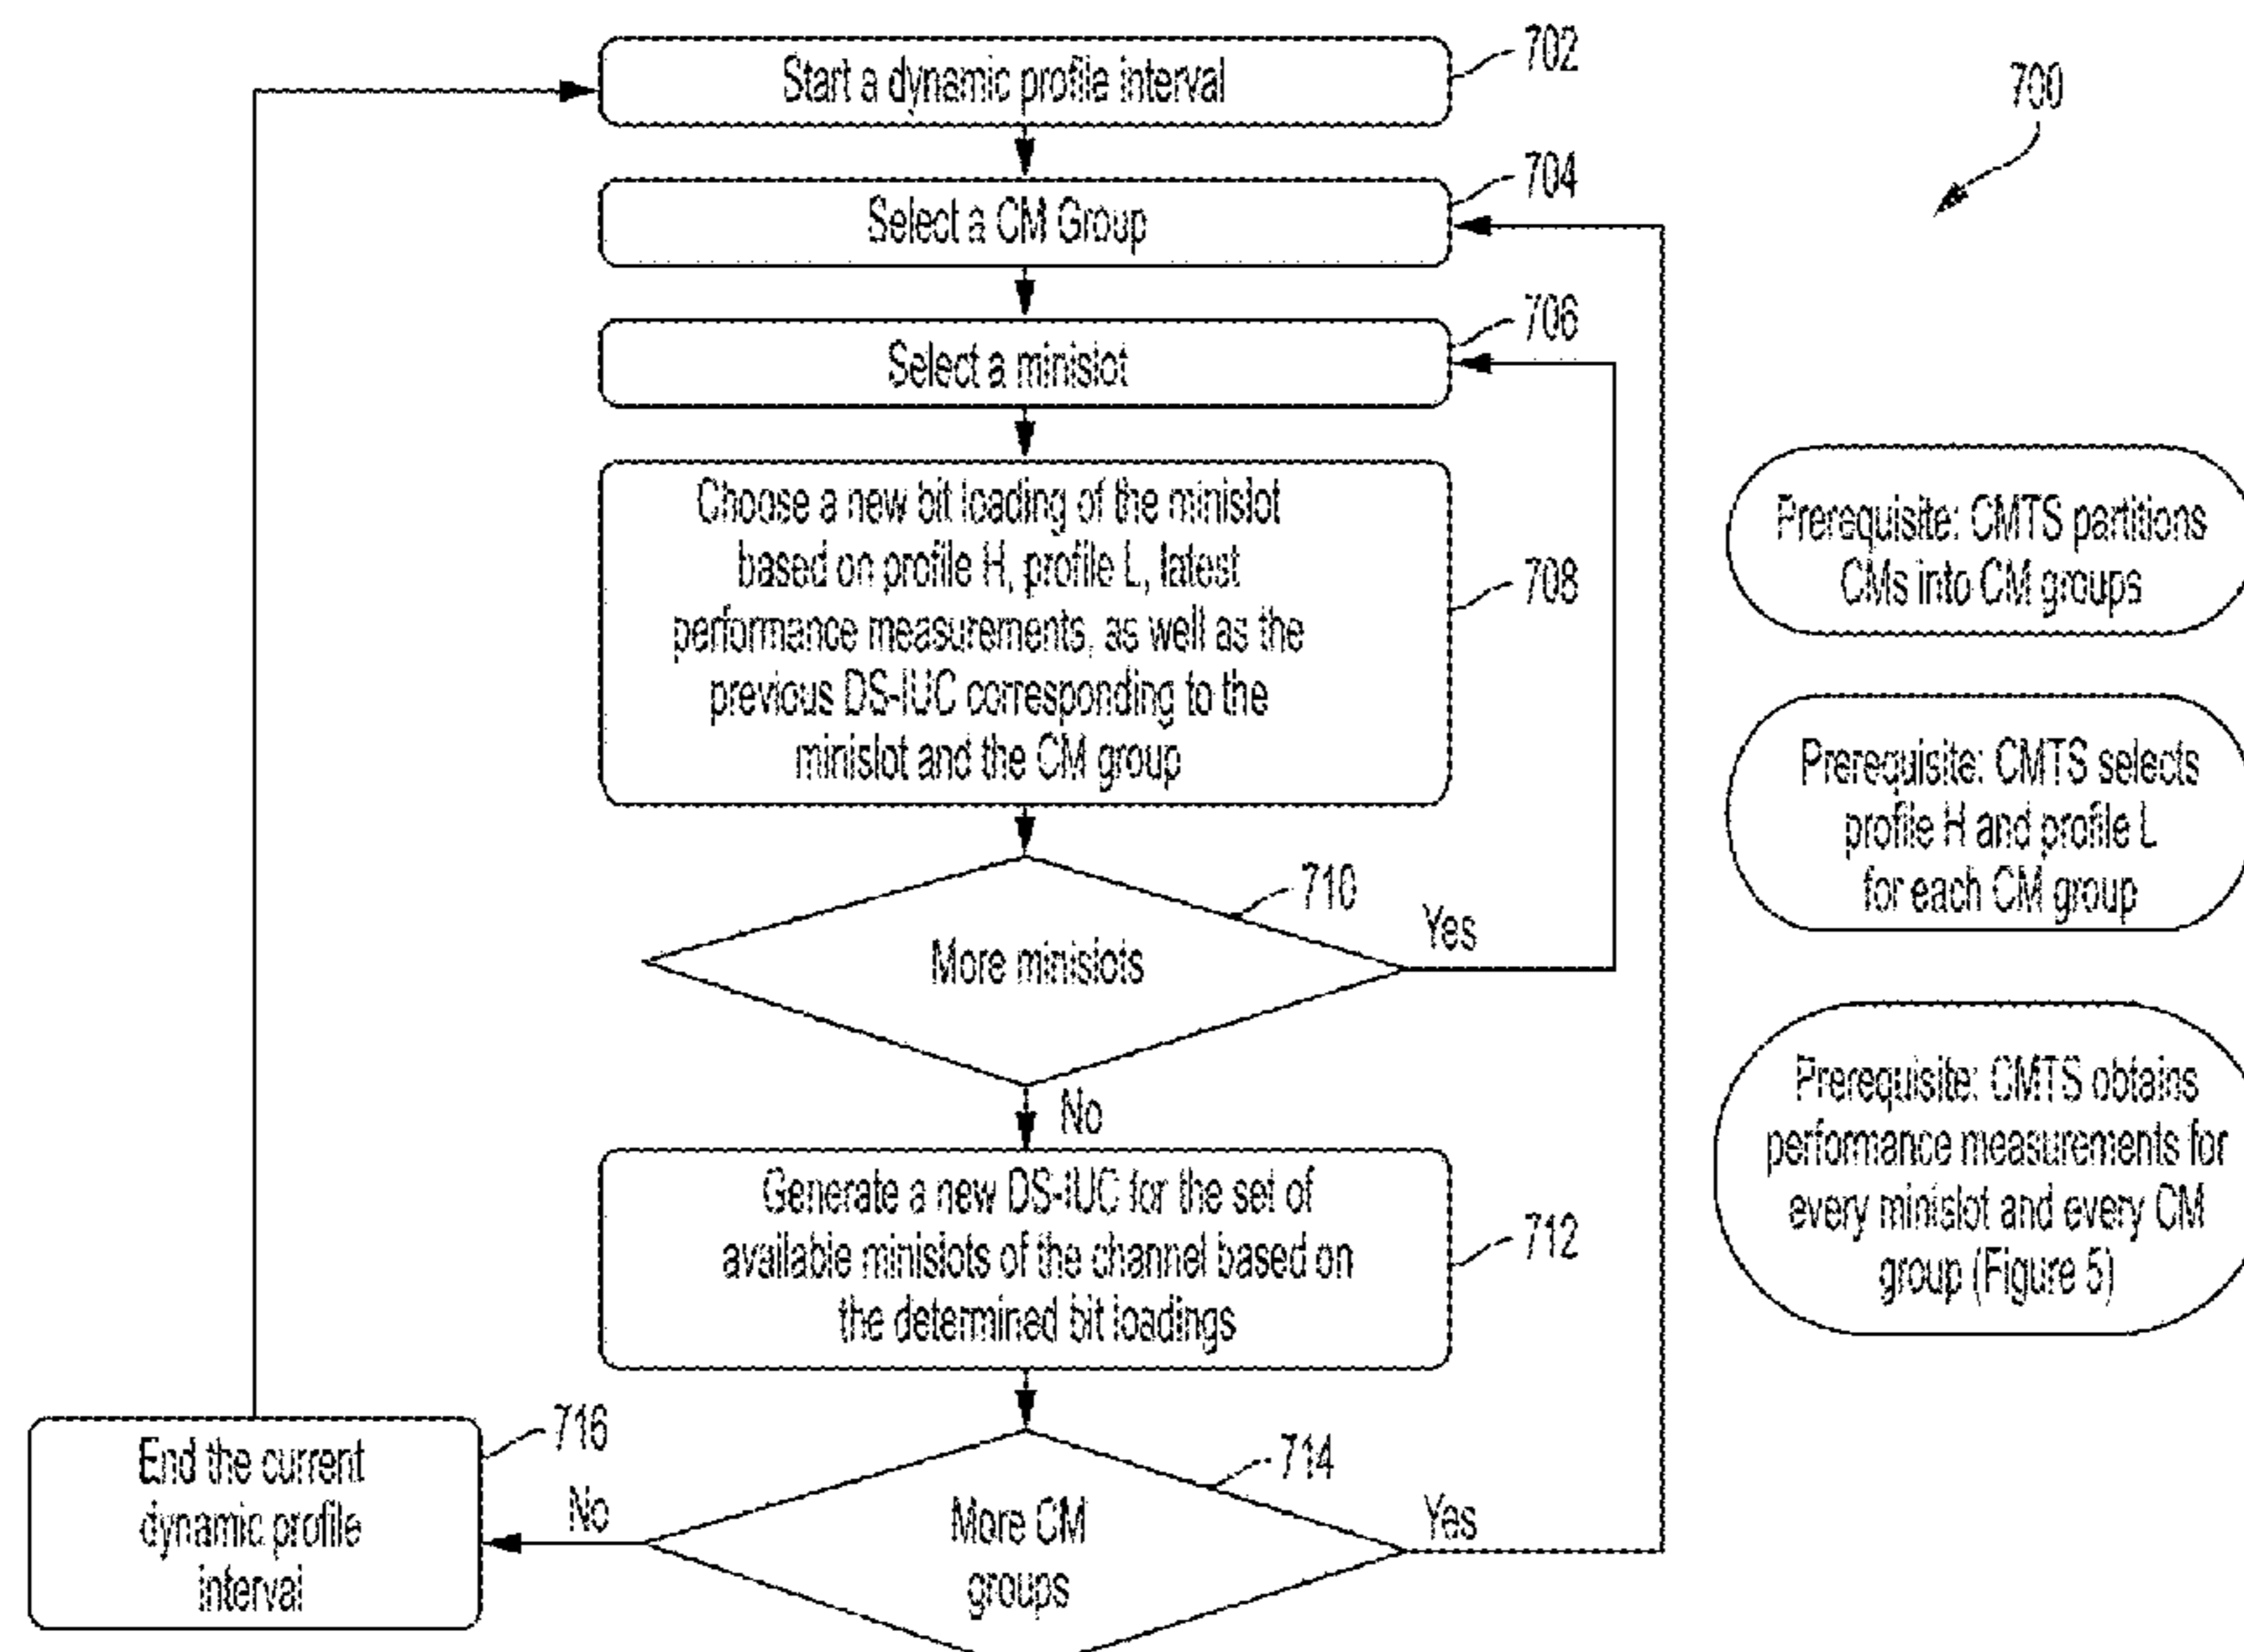 Start a dynamic profile interval
702
700
Select a CM Group
704
Select a minislot
706
Choose a new bit loading of the minislot
based on profile H, profile L, latest
performance measurements, as well as the
previous DS-IUC corresponding to the
minislot and the CM group
708
More minislots
710
Yes
No
Generate a new DS-IUC for the set of
available minislots of the channel based on
the determined bit loadings
712
More CM
groups
714
Yes
No
End the current
dynamic profile
interval
716
Prerequisite: CMTS partitions
CMs into CM groups
Prerequisite: CMTS selects
profile H and profile L
for each CM group
Prerequisite: CMTS obtains
performance measurements for
every minislot and every CM
group (Figure 5)